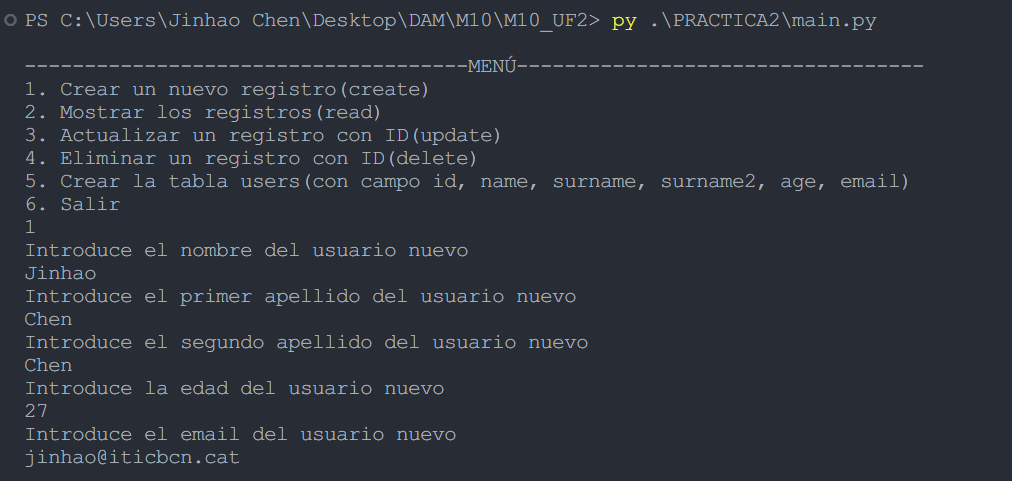 PS C:\Users\Jinhao Chen\Desktop\DAM\M10\M10_UF2> py .\PRACTICA2\main.py
-------------------------------------MENÚ----------------------------------
1. Crear un nuevo registro(create)
2. Mostrar los registros(read)
3. Actualizar un registro con ID(update)
4. Eliminar un registro con ID(delete)
5. Crear la tabla users(con campo id, name, surname, surname2, age, email)
6. Salir
1
Introduce el nombre del usuario nuevo
Jinhao
Introduce el primer apellido del usuario nuevo
Chen
Introduce el segundo apellido del usuario nuevo
Chen
Introduce la edad del usuario nuevo
27
Introduce el email del usuario nuevo
jinhao@iticbcn.cat